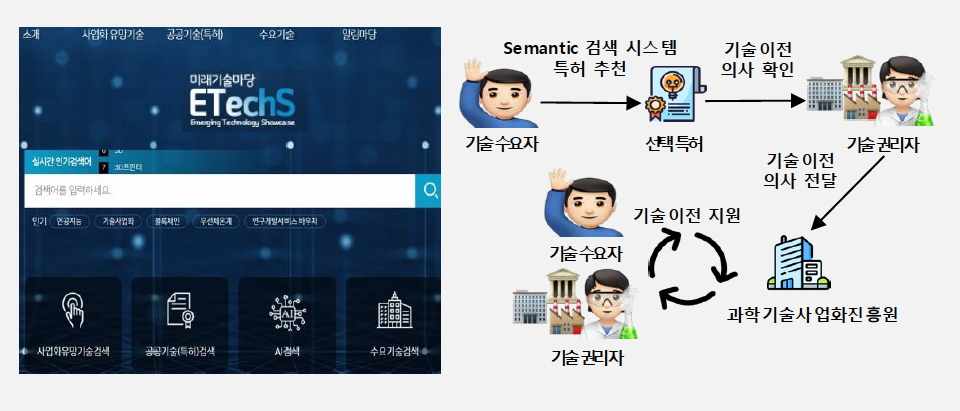 소개
사업화 유망기술
공공기술(특허)
수요기술
알림마당
미래기술마당
ETechS
Emerging Technology Showcase
실시간 인기검색어
6 3D
7 3D프린터
검색어를 입력하세요.
인기
인공지능
기술사업화
블록체인
무선체온계
연구개발서비스 바우처
사업화유망기술검색
공공기술(특허)검색
AI검색
수요기술검색
Semantic 검색 시스템
특허 추천
기술수요자
선택특허
기술이전
의사 확인
기술권리자
기술이전
의사 전달
과학기술사업화진흥원
기술이전 지원
기술수요자
기술권리자